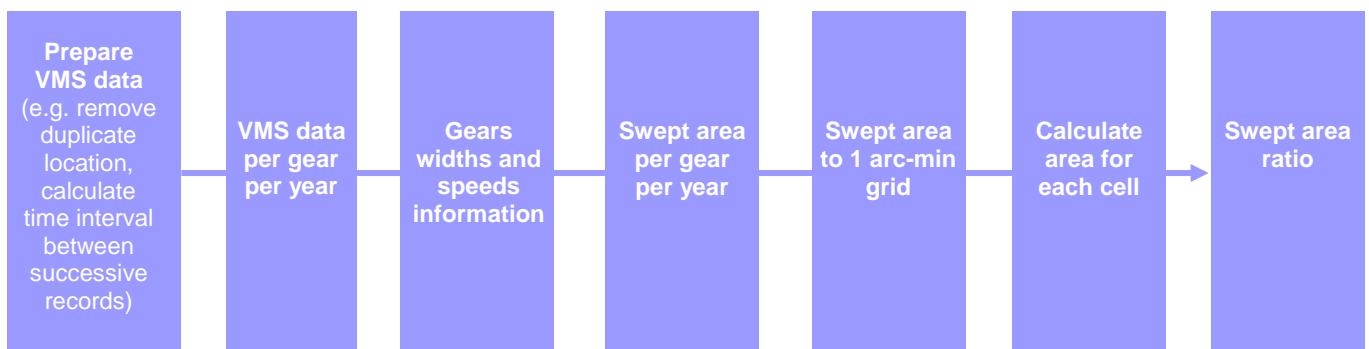 Prepare
VMS data
(e.g. remove
duplicate
location,
calculate
time interval
between
successive
records)
VMS data
per gear
per year
Gears
widths and
speeds
information
Swept area
per gear
per year
Swept area
to 1 arc-min
grid
Calculate
area for
each cell
Swept area
ratio